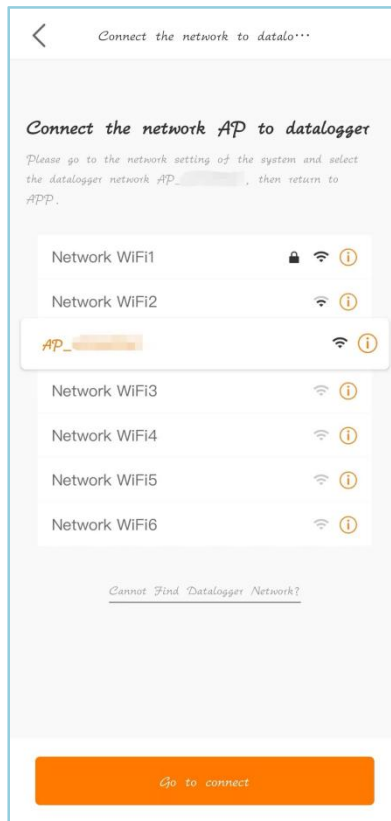 Connect the network to datalo···
Connect the network AP to datalogger
Please go to the network setting of the system and select
the datalogger network AP_ , then return to
APP.
Network WiFi1
Network WiFi2
AP_
Network WiFi3
Network WiFi4
Network WiFi5
Network WiFi6
Cannot Find Datalogger Network?
Go to connect